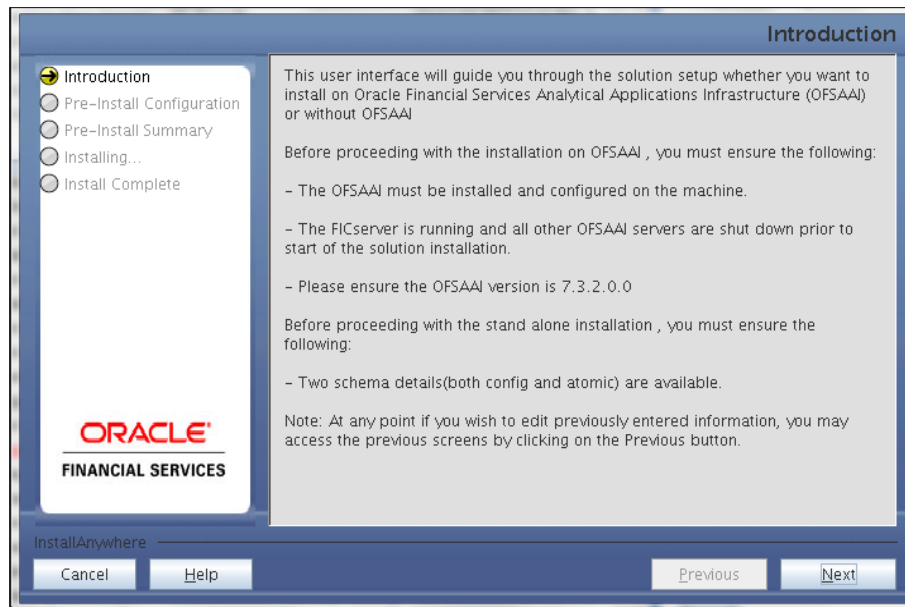 Introduction
Introduction
Pre-Install Configuration
Pre-Install Summary
Installing...
Install Complete
This user interface will guide you through the solution setup whether you want to
install on Oracle Financial Services Analytical Applications Infrastructure (OFSAAI)
or without OFSAAI
Before proceeding with the installation on OFSAAI , you must ensure the following:
- The OFSAAI must be installed and configured on the machine.
- The FICserver is running and all other OFSAAI servers are shut down prior to
start of the solution installation.
- Please ensure the OFSAAI version is 7.3.2.0.0
Before proceeding with the stand alone installation , you must ensure the
following:
- Two schema details(both config and atomic) are available.
Note: At any point if you wish to edit previously entered information, you may
access the previous screens by clicking on the Previous button.
ORACLE
FINANCIAL SERVICES
InstallAnywhere
Cancel Help Previous Next